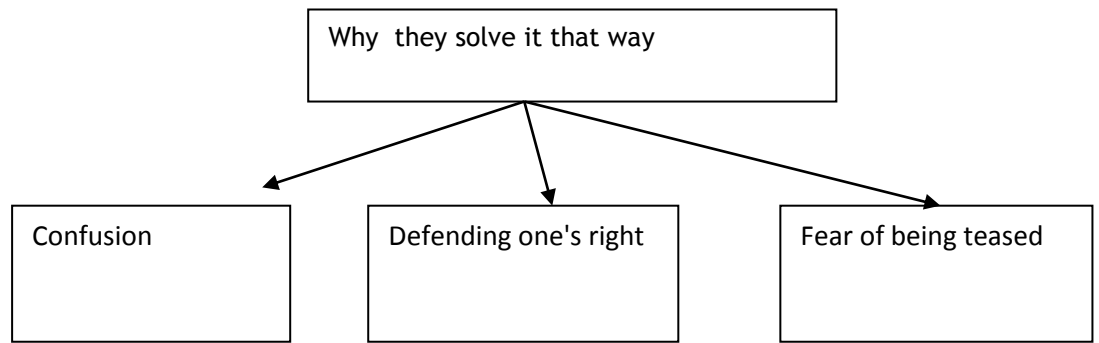 Why  they solve it that way
Confusion
Defending one's right
Fear of being teased